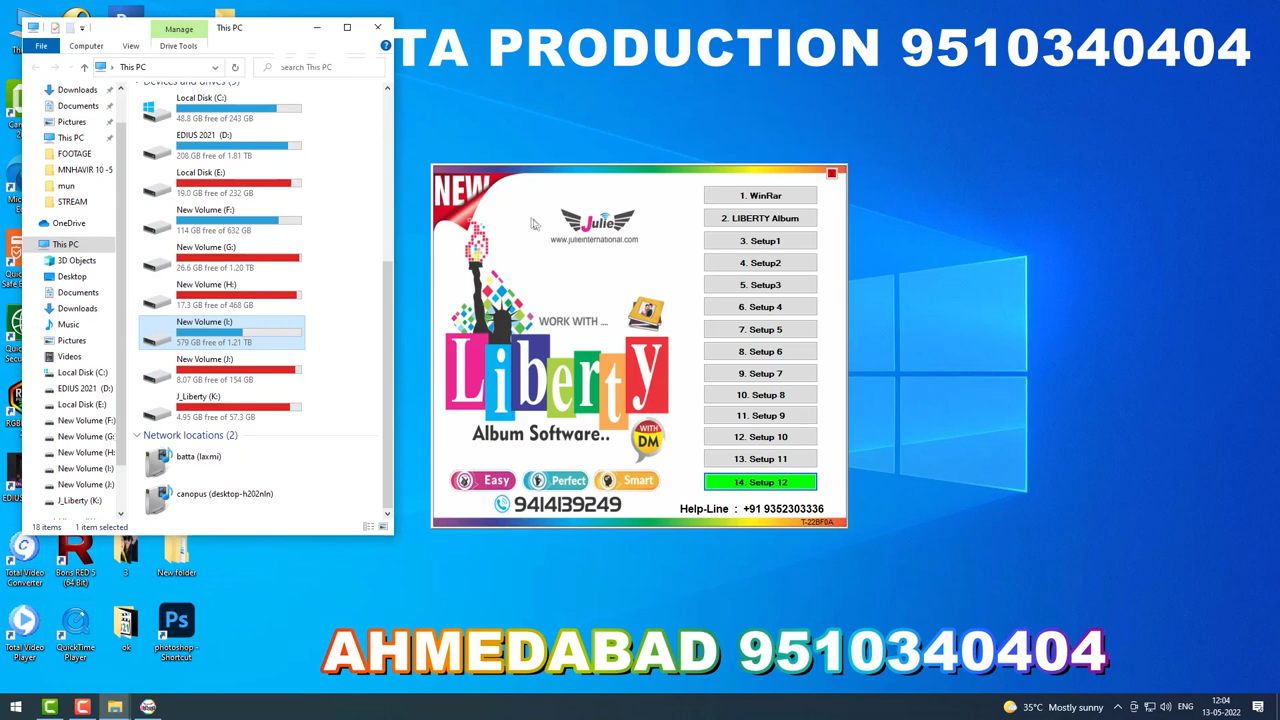 TA PRODUCTION 9510340404
Manage
This PC
File
Computer
View
Drive Tools
This PC
Search This PC
Downloads
Documents
Pictures
This PC
FOOTAGE
MNHAVIR 10 -5
mun
STREAM
OneDrive
This PC
3D Objects
Desktop
Documents
Downloads
Music
Pictures
Videos
Local Disk (C:)
EDIUS 2021 (D:)
Local Disk (E:)
New Volume (F:)
New Volume (G:
New Volume (H:
New Volume (I:)
New Volume (J:)
J_Liberty (K:)
Devices and drives (9)
Local Disk (C:)
48.8 GB free of 243 GB
EDIUS 2021 (D:)
208 GB free of 1.81 TB
Local Disk (E:)
19.0 GB free of 232 GB
New Volume (F:)
114 GB free of 632 GB
New Volume (G:)
26.6 GB free of 1.20 TB
New Volume (H:)
17.3 GB free of 468 GB
New Volume (I:)
579 GB free of 1.21 TB
New Volume (J:)
8.07 GB free of 154 GB
J_Liberty (K:)
4.95 GB free of 57.3 GB
Network locations (2)
batta (laxmi)
canopus (desktop-h202nln)
18 items
1 item selected
NEW
Julie
www.julieinternational.com
WORK WITH ....
Liberty
Album Software..
WITH
DM
Easy
Perfect
Smart
9414139249
1. WinRar
2. LIBERTY Album
3. Setup1
4. Setup2
5. Setup3
6. Setup 4
7. Setup 5
8. Setup 6
9. Setup 7
10. Setup 8
11. Setup 9
12. Setup 10
13. Setup 11
14. Setup 12
Help-Line : +91 9352303336
T-22BF0A
Total Video
Converter
Boris RED 5
(64 Bit)
3
New folder
Total Video
Player
QuickTime
Player
ok
Ps
photoshop -
Shortcut
AHMEDABAD 9510340404
35°C Mostly sunny
ENG
12:04
13-05-2022